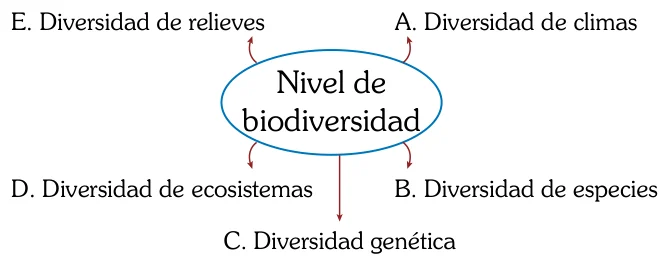 E. Diversidad de relieves
A. Diversidad de climas
Nivel de
biodiversidad
D. Diversidad de ecosistemas
B. Diversidad de especies
C. Diversidad genética